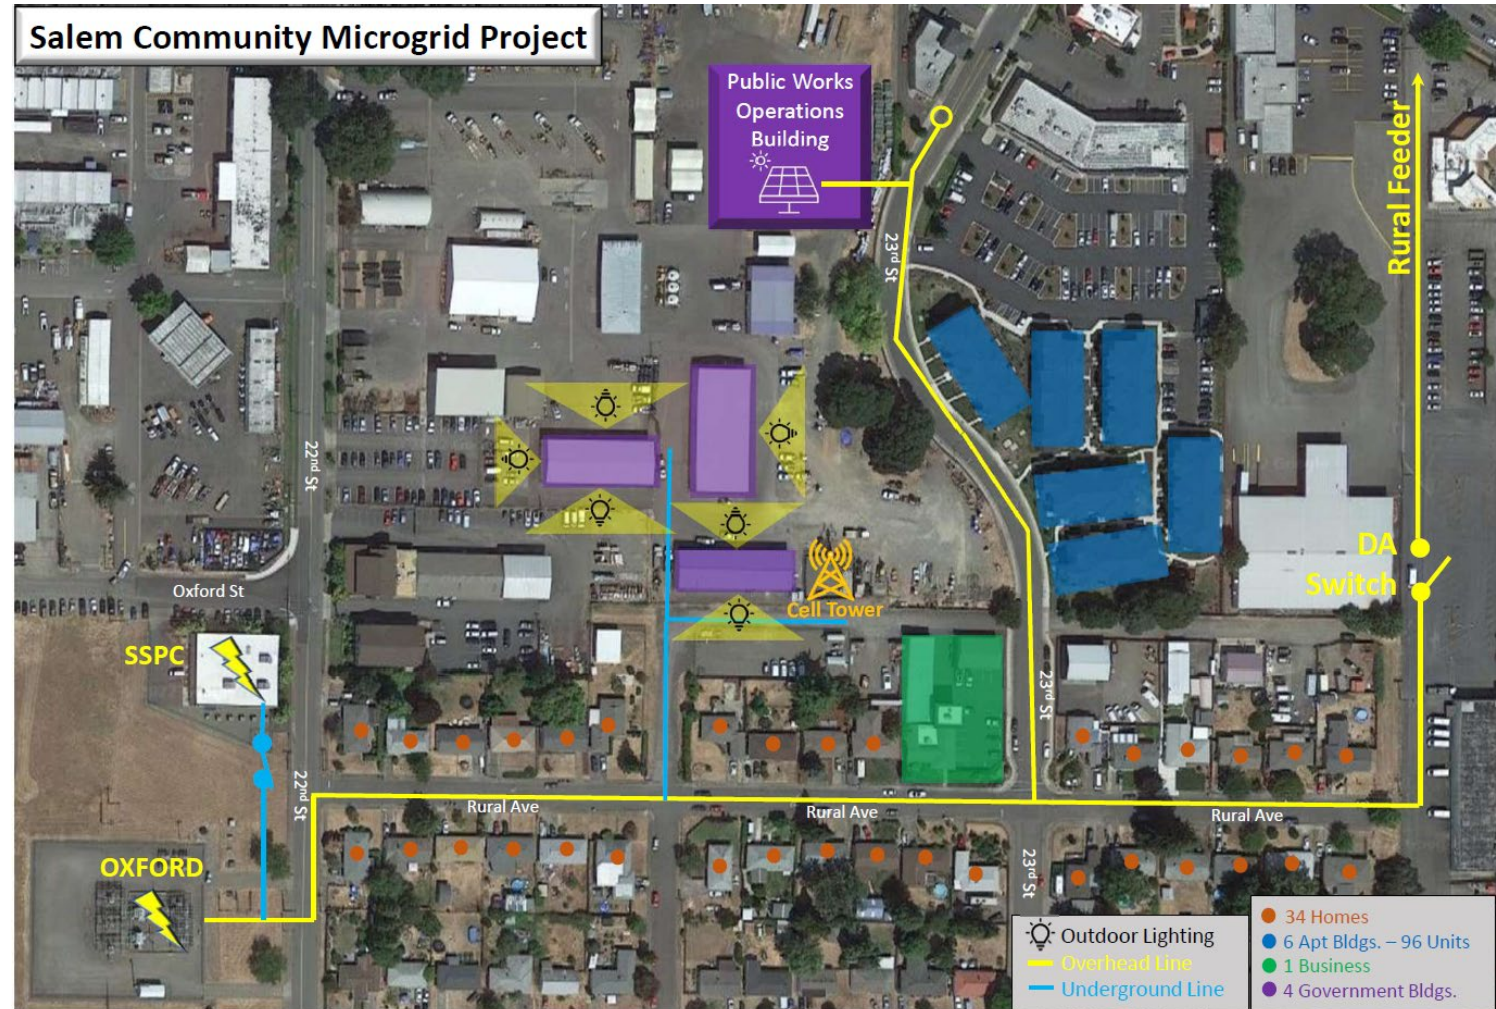 Salem Community Microgrid Project
Public Works
Operations
Building
Rural Feeder
23rd St
22nd St
DA
Switch
Oxford St
Cell Tower
SSPC
23rd St
22nd St
Rural Ave
Rural Ave
Rural Ave
OXFORD
23rd St
Outdoor Lighting
Overhead Line
Underground Line
34 Homes
6 Apt Bldgs. – 96 Units
1 Business
4 Government Bldgs.